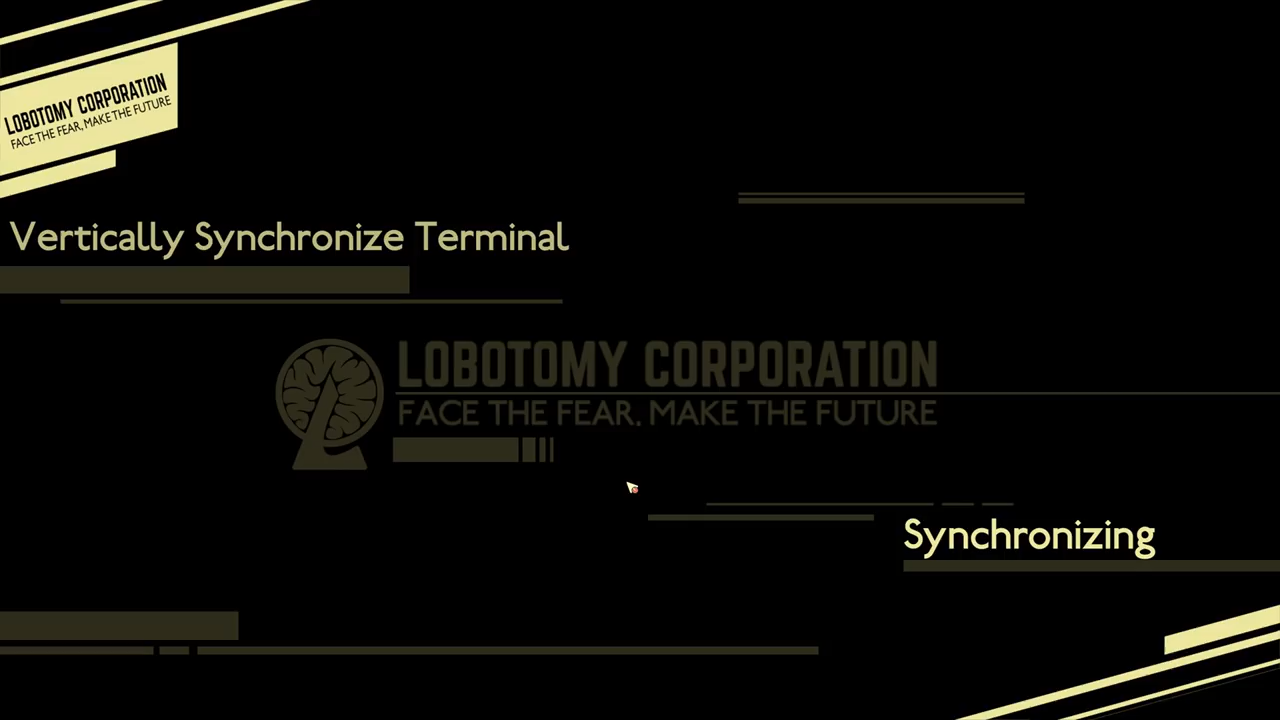 LOBOTOMY CORPORATION
FACE THE FEAR, MAKE THE FUTURE
Vertically Synchronize Terminal
LOBOTOMY CORPORATION
FACE THE FEAR, MAKE THE FUTURE
Synchronizing